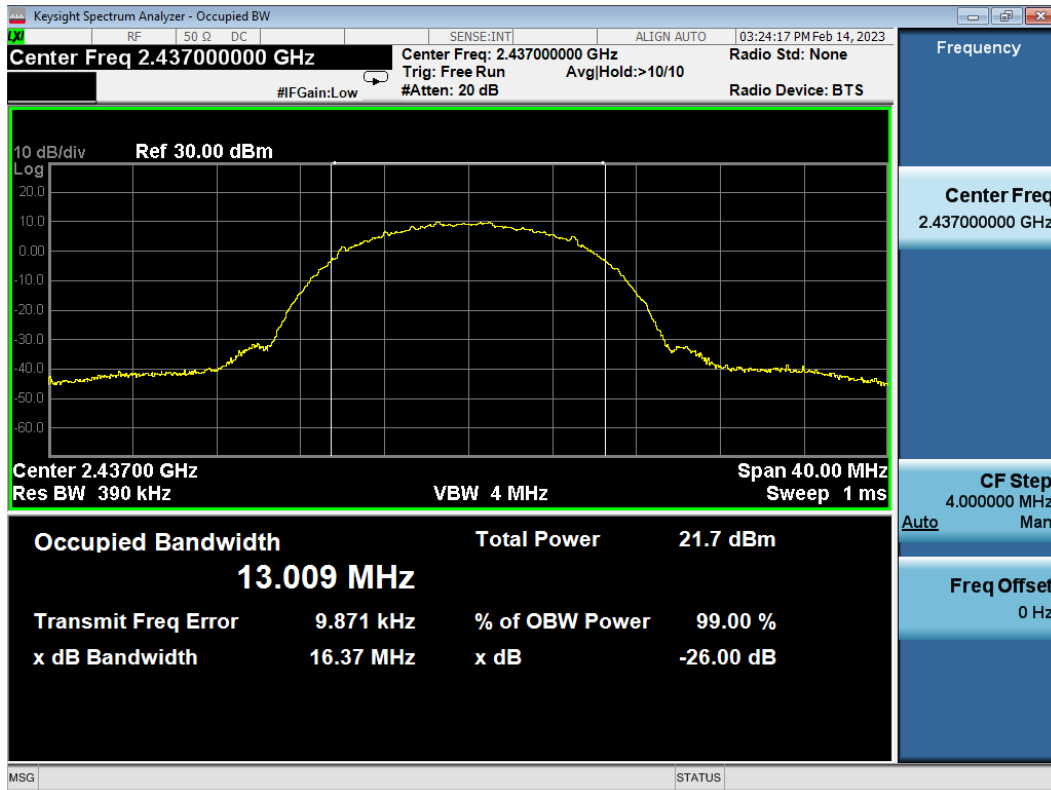 Keysight Spectrum Analyzer - Occupied BW
LXI RF 50 Ω DC SENSE:INT ALIGN AUTO 03:24:17 PM Feb 14, 2023
Center Freq 2.437000000 GHz
Center Freq: 2.437000000 GHz
Radio Std: None
Trig: Free Run
Avg|Hold:>10/10
#IFGain:Low
#Atten: 20 dB
Radio Device: BTS
10 dB/div Ref 30.00 dBm
Log
20.0
10.0
0.00
-10.0
-20.0
-30.0
-40.0
-50.0
-60.0
Center 2.43700 GHz
Span 40.00 MHz
Res BW 390 kHz
VBW 4 MHz
Sweep 1 ms
Occupied Bandwidth
Total Power 21.7 dBm
13.009 MHz
Transmit Freq Error 9.871 kHz
% of OBW Power 99.00 %
x dB Bandwidth 16.37 MHz
x dB -26.00 dB
Frequency
Center Freq
2.437000000 GHz
CF Step
4.000000 MHz
Auto Man
Freq Offset
0 Hz
MSG
STATUS